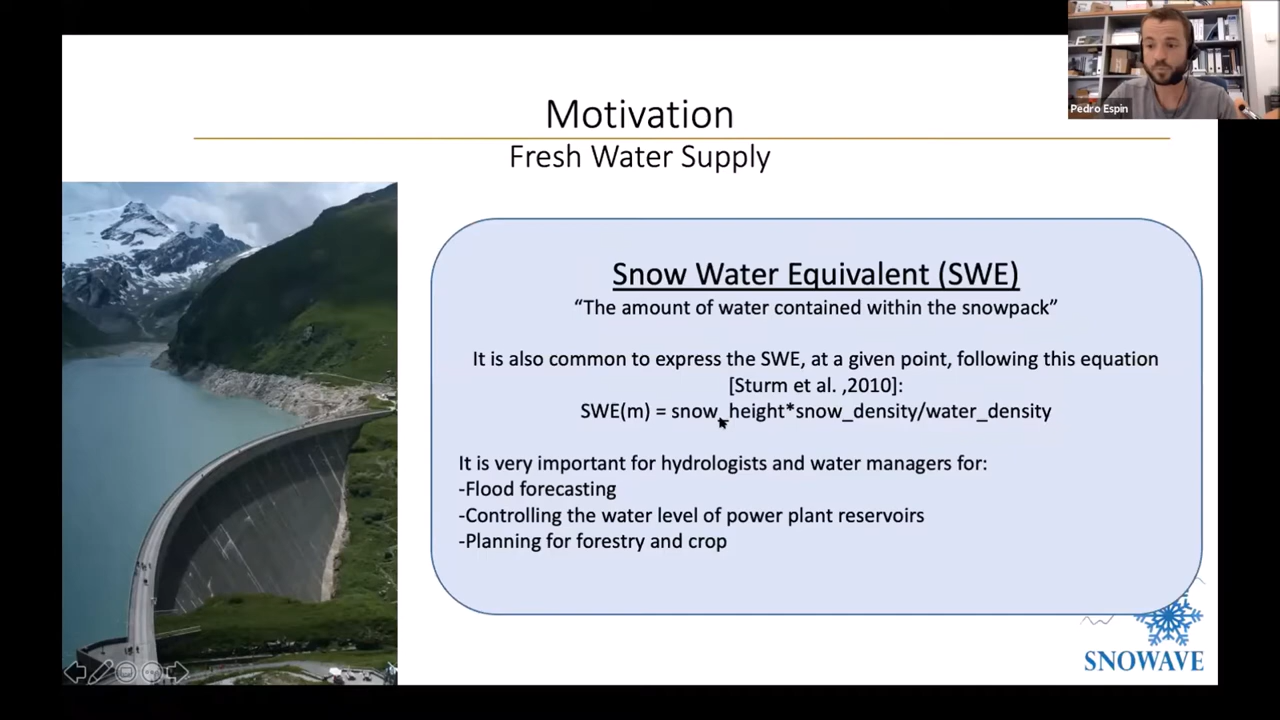 Pedro Espin
Motivation
Fresh Water Supply
Snow Water Equivalent (SWE)
“The amount of water contained within the snowpack”
It is also common to express the SWE, at a given point, following this equation
[Sturm et al. ,2010]:
SWE(m) = snow_height*snow_density/water_density
It is very important for hydrologists and water managers for:
-Flood forecasting
-Controlling the water level of power plant reservoirs
-Planning for forestry and crop
SNOWAVE